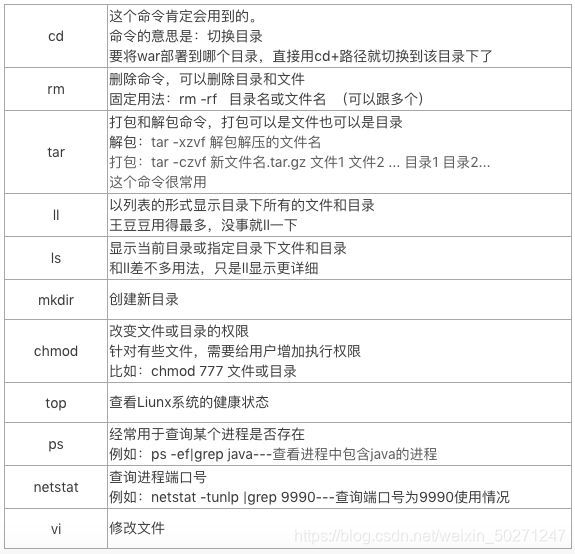 cd
这个命令肯定会用到的。
命令的意思是：切换目录
要将war部署到哪个目录，直接用cd+路径就切换到该目录下了
rm
删除命令，可以删除目录和文件
固定用法：rm -rf 目录名或文件名 （可以跟多个）
tar
打包和解包命令，打包可以是文件也可以是目录
解包：tar -xzvf 解包解压的文件名
打包：tar -czvf 新文件名.tar.gz 文件1 文件2 ... 目录1 目录2...
这个命令很常用
ll
以列表的形式显示目录下所有的文件和目录
王豆豆用得最多，没事就ll一下
ls
显示当前目录或指定目录下文件和目录
和ll差不多用法，只是ll显示更详细
mkdir
创建新目录
chmod
改变文件或目录的权限
针对有些文件，需要给用户增加执行权限
比如：chmod 777 文件或目录
top
查看Liunx系统的健康状态
ps
经常用于查询某个进程是否存在
例如：ps -ef|grep java---查看进程中包含java的进程
netstat
查询进程端口号
例如：netstat -tunlp |grep 9990---查询端口号为9990使用情况
vi
修改文件
https://blog.csdn.net/weixin_50271247